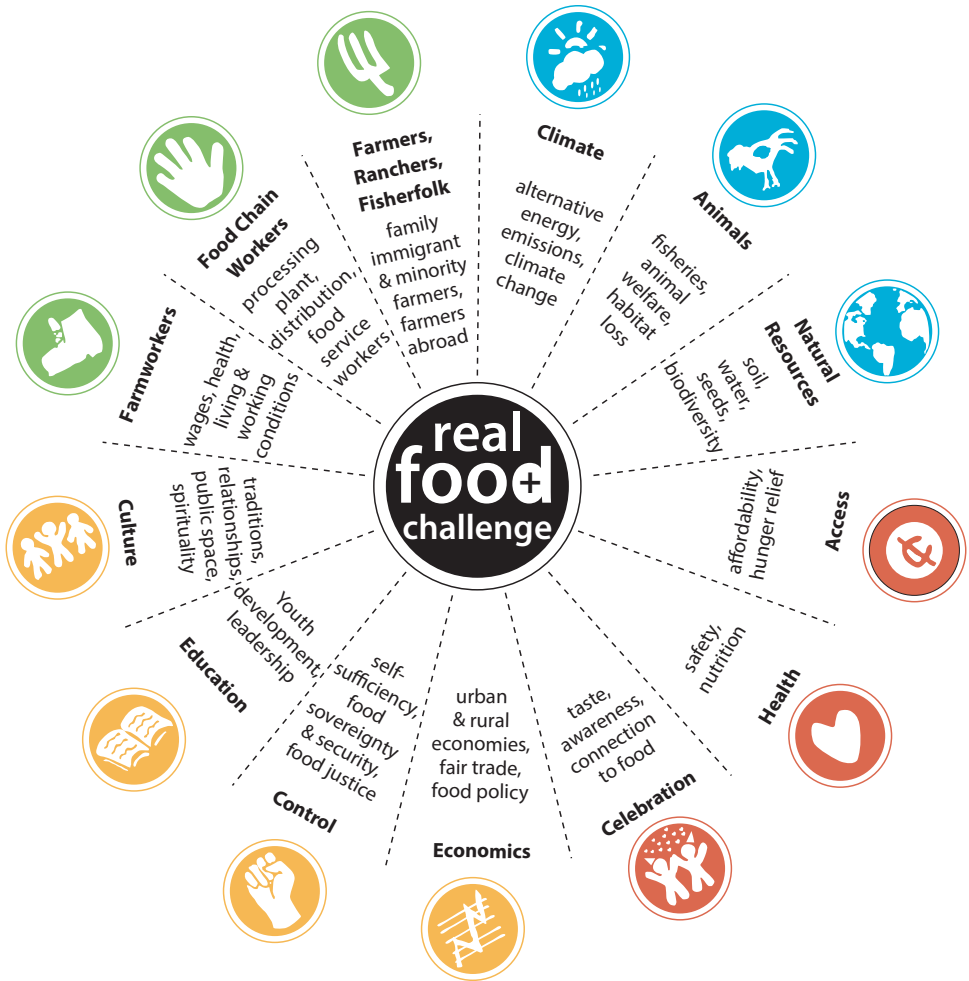 real
food
challenge
Climate
alternative
energy,
emissions,
climate
change
Animals
fisheries,
animal
welfare,
habitat
loss
Natural
Resources
soil,
water,
seeds,
biodiversity
Access
affordability,
hunger relief
Health
safety,
nutrition
Celebration
taste,
awareness,
connection
to food
Economics
urban
& rural
economies,
fair trade,
food policy
Control
self-
sufficiency,
food
sovereignty
& security,
food justice
Education
Youth
development,
leadership
Culture
traditions,
relationships,
public space,
spirituality
Farmworkers
wages, health,
living &
working
conditions
Food Chain
Workers
processing
plant,
distribution,
food
service
workers
Farmers,
Ranchers,
Fisherfolk
family
immigrant
& minority
farmers,
farmers
abroad